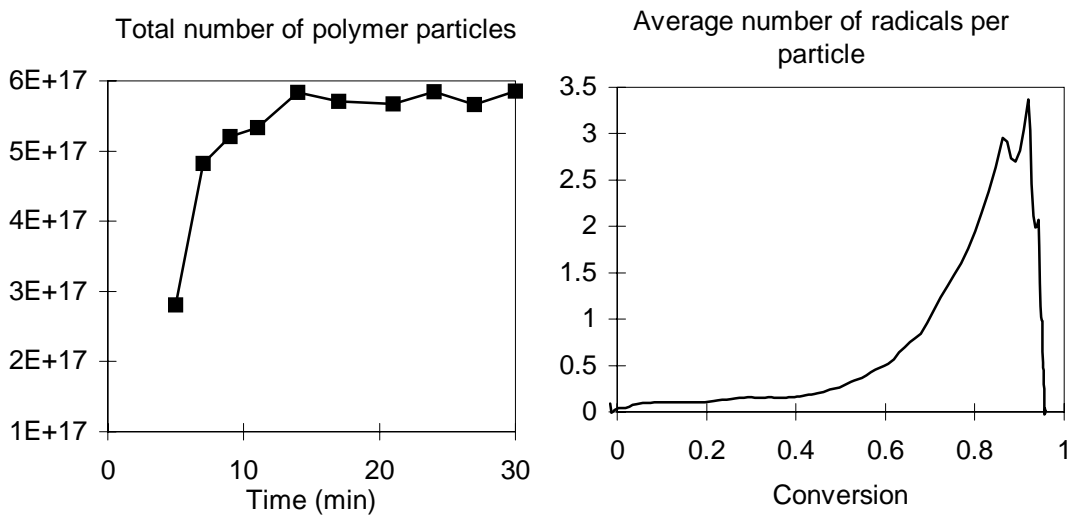 Total number of polymer particles
6E+17
5E+17
4E+17
3E+17
2E+17
1E+17
0 10 20 30
Time (min)
Average number of radicals per
particle
3.5
3
2.5
2
1.5
1
0.5
0
0 0.2 0.4 0.6 0.8 1
Conversion